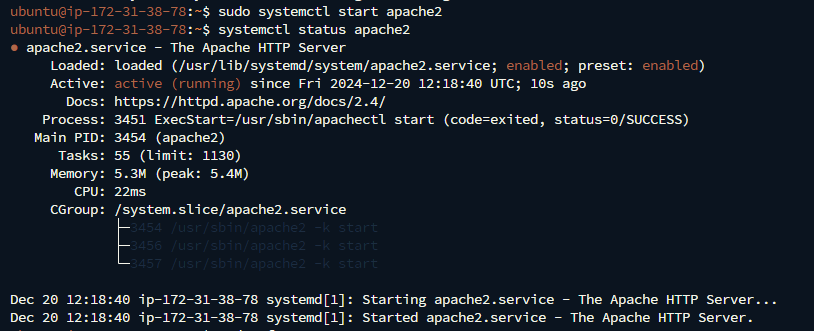 ubuntu@ip-172-31-38-78:~$ sudo systemctl start apache2
ubuntu@ip-172-31-38-78:~$ systemctl status apache2
● apache2.service - The Apache HTTP Server
     Loaded: loaded (/usr/lib/systemd/system/apache2.service; enabled; preset: enabled)
     Active: active (running) since Fri 2024-12-20 12:18:40 UTC; 10s ago
       Docs: https://httpd.apache.org/docs/2.4/
    Process: 3451 ExecStart=/usr/sbin/apachectl start (code=exited, status=0/SUCCESS)
   Main PID: 3454 (apache2)
      Tasks: 55 (limit: 1130)
     Memory: 5.3M (peak: 5.4M)
        CPU: 22ms
     CGroup: /system.slice/apache2.service
             ├─3454 /usr/sbin/apache2 -k start
             ├─3456 /usr/sbin/apache2 -k start
             └─3457 /usr/sbin/apache2 -k start
Dec 20 12:18:40 ip-172-31-38-78 systemd[1]: Starting apache2.service - The Apache HTTP Server...
Dec 20 12:18:40 ip-172-31-38-78 systemd[1]: Started apache2.service - The Apache HTTP Server.